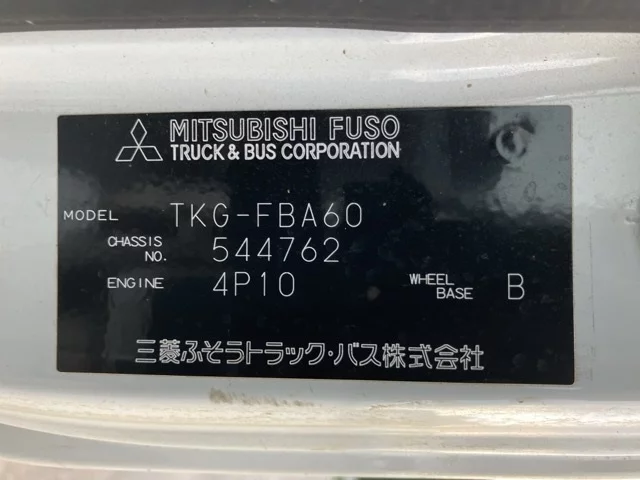 MITSUBISHI FUSO
TRUCK & BUS CORPORATION
MODEL TKG-FBA60
CHASSIS NO. 544762
ENGINE 4P10 WHEEL BASE B
三菱ふそうトラック・バス株式会社